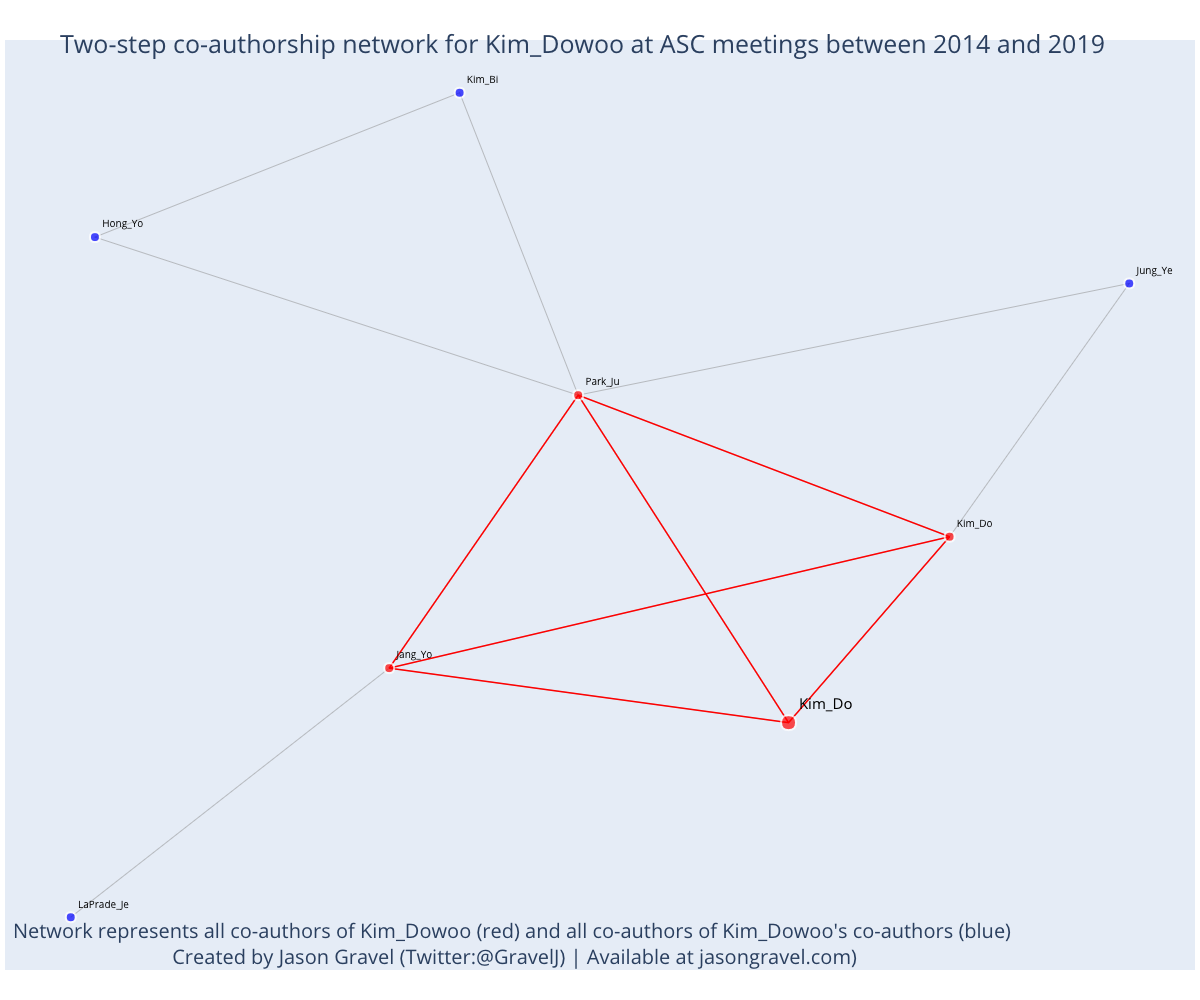 Two-step co-authorship network for Kim_Dowoo at ASC meetings between 2014 and 2019
Kim_Bi
Hong_Yo
Jung_Ye
Park_Ju
Kim_Do
Jang_Yo
Kim_Do
LaPrade_Je
Network represents all co-authors of Kim_Dowoo (red) and all co-authors of Kim_Dowoo's co-authors (blue)
Created by Jason Gravel (Twitter:@GravelJ) | Available at jasongravel.com)